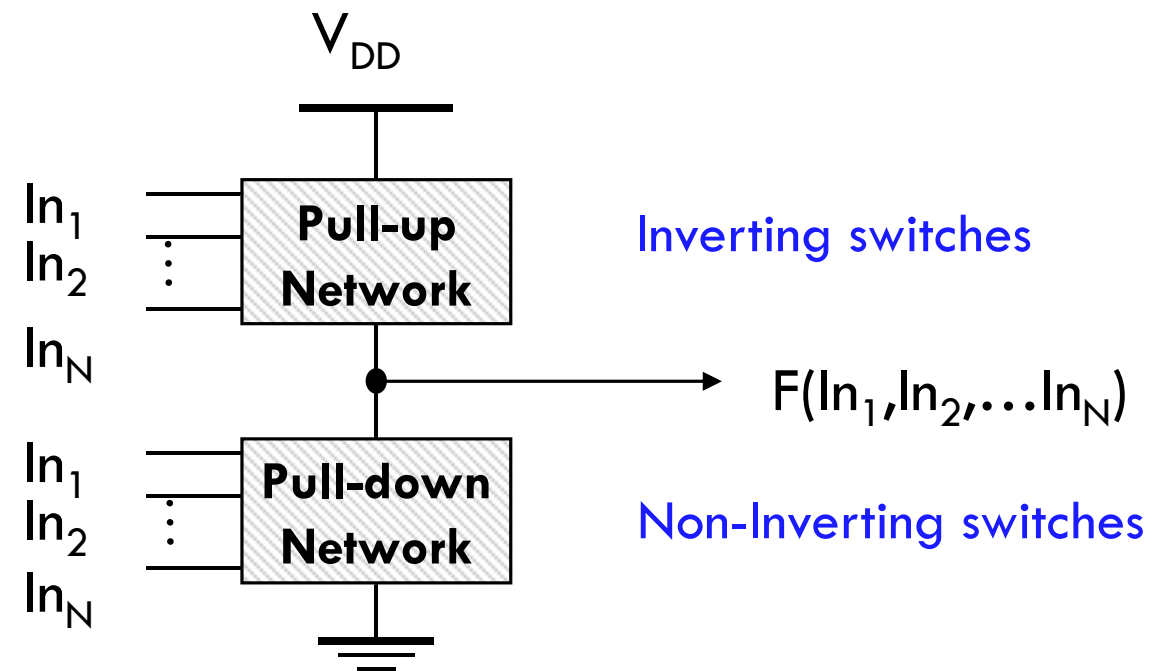 V_DD
In_1
In_2
⋮
In_N
Pull-up
Network
Inverting switches
F(In_1,In_2,…In_N)
In_1
In_2
⋮
In_N
Pull-down
Network
Non-Inverting switches